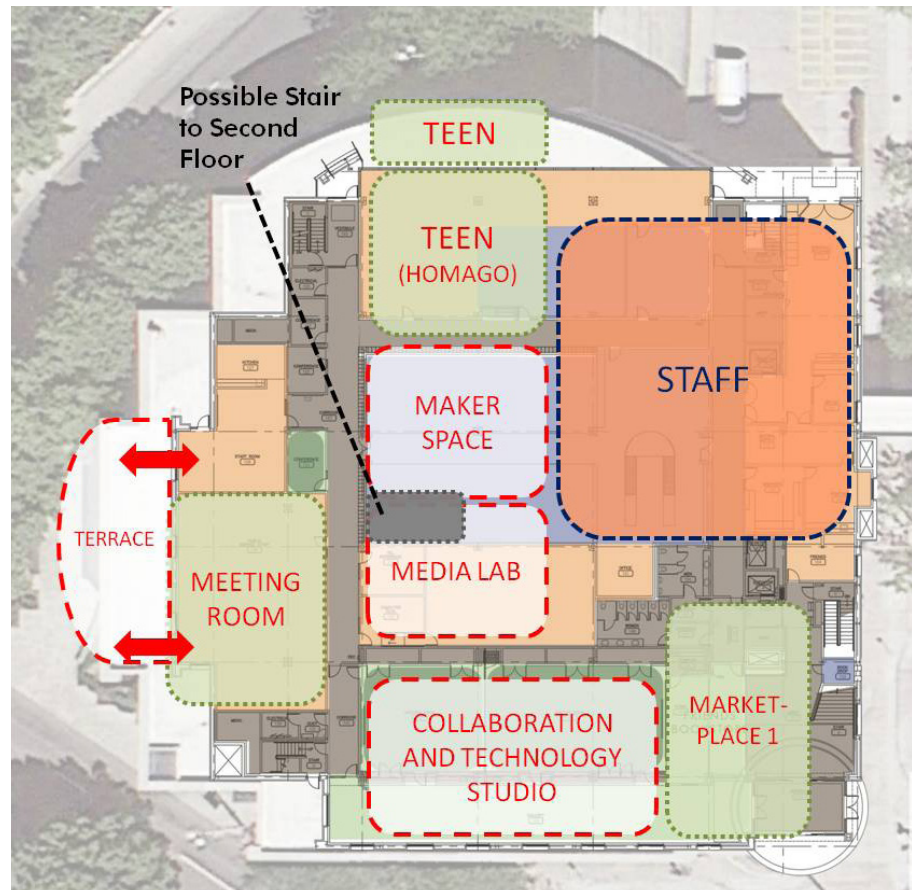 Possible Stair
to Second
Floor
TEEN
TEEN
(HOMAGO)
STAFF
MAKER
SPACE
TERRACE
MEETING
ROOM
MEDIA LAB
MARKET-
PLACE 1
COLLABORATION
AND TECHNOLOGY
STUDIO